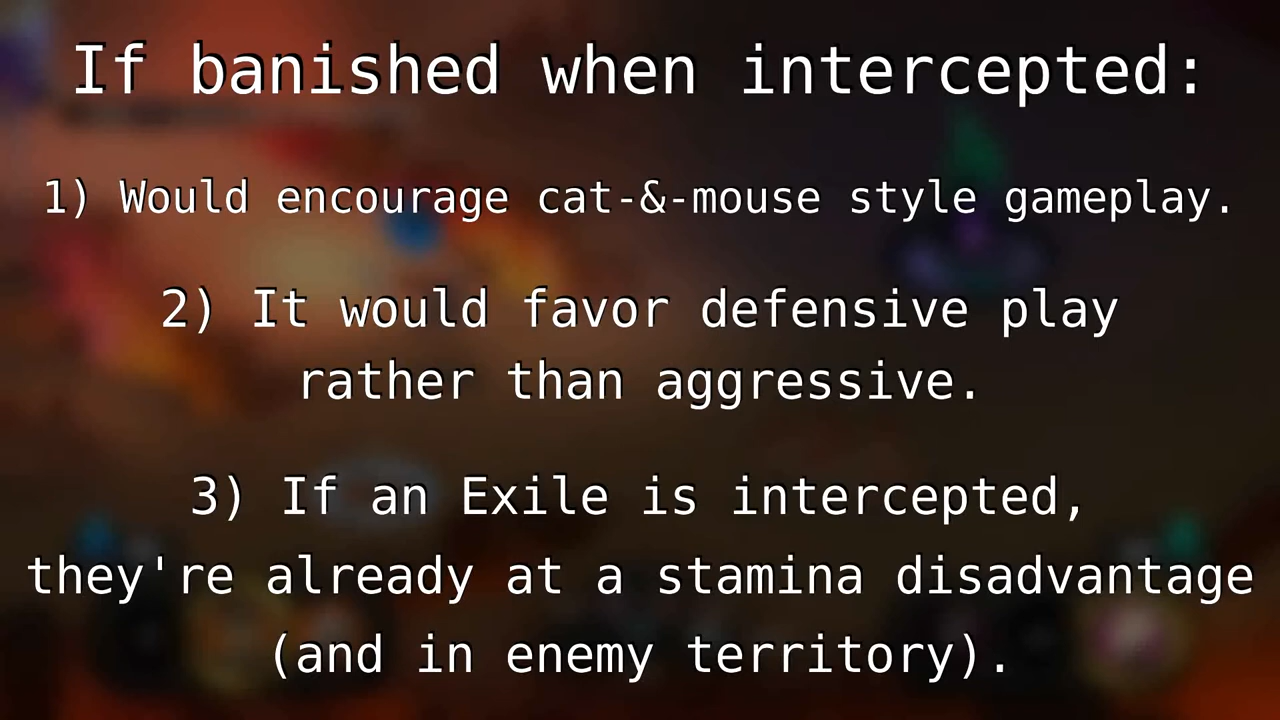 If banished when intercepted:
1) Would encourage cat-&-mouse style gameplay.
2) It would favor defensive play
rather than aggressive.
3) If an Exile is intercepted,
they're already at a stamina disadvantage
(and in enemy territory).